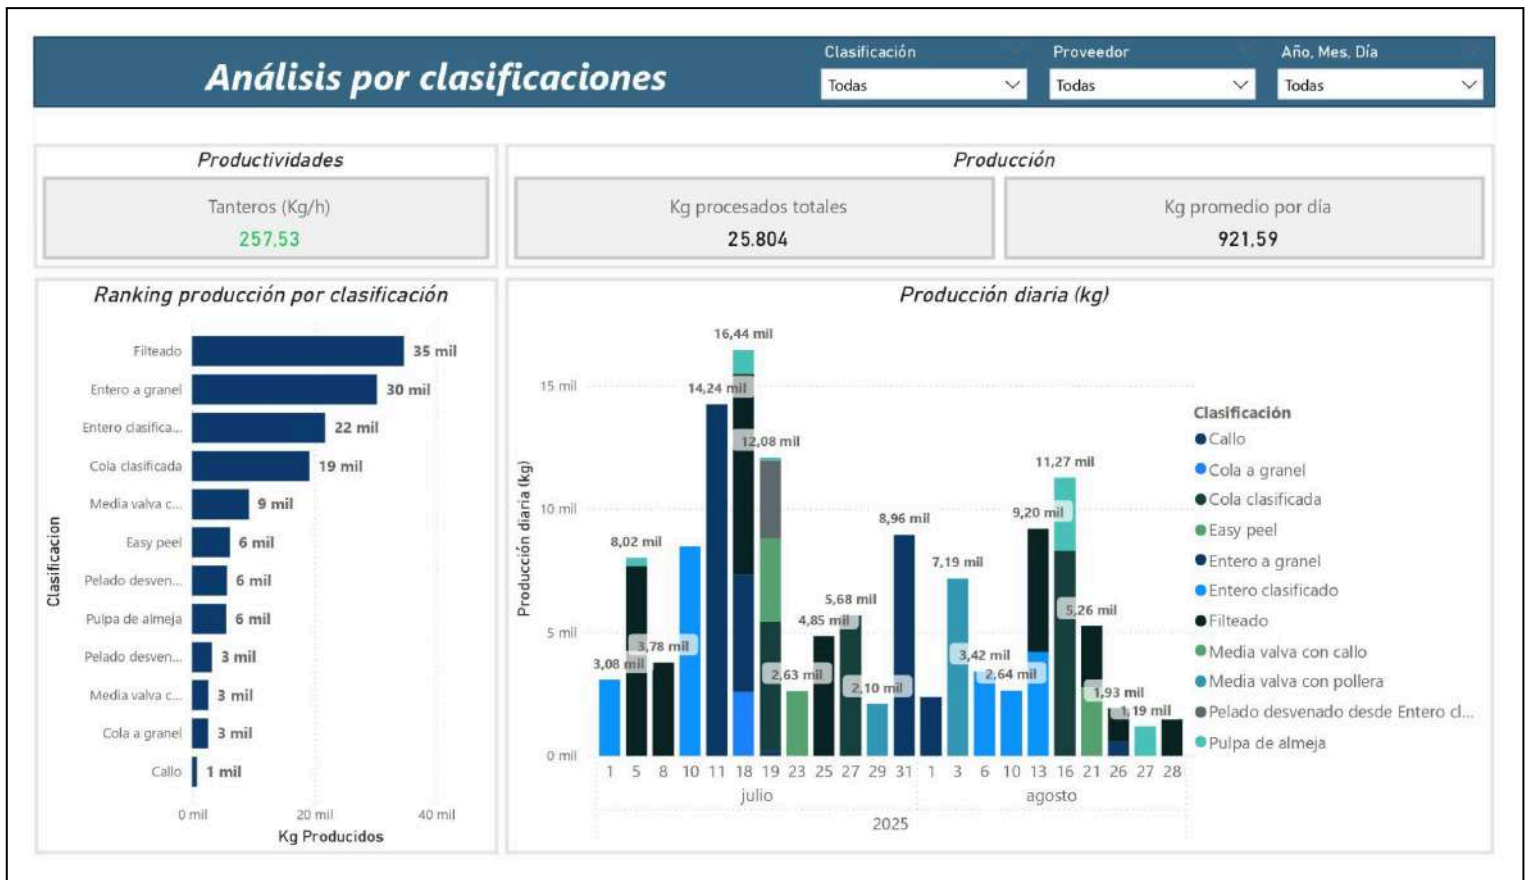 Análisis por clasificaciones
Clasificación
Todas
Proveedor
Todas
Año, Mes, Día
Todas
Productividades
Tanteros (Kg/h)
257,53
Producción
Kg procesados totales
25.804
Kg promedio por día
921,59
Ranking producción por clasificación
Clasificacion
Filteado 35 mil
Entero a granel 30 mil
Entero clasifica... 22 mil
Cola clasificada 19 mil
Media valva c... 9 mil
Easy peel 6 mil
Pelado desven... 6 mil
Pulpa de almeja 6 mil
Pelado desven... 3 mil
Media valva c... 3 mil
Cola a granel 3 mil
Callo 1 mil
0 mil 20 mil 40 mil
Kg Producidos
Producción diaria (kg)
Producción diaria (kg)
15 mil
10 mil
5 mil
0 mil
3,08 mil
8,02 mil
3,78 mil
14,24 mil
16,44 mil
12,08 mil
2,63 mil
4,85 mil
5,68 mil
2,10 mil
8,96 mil
7,19 mil
3,42 mil
2,64 mil
9,20 mil
11,27 mil
5,26 mil
1,93 mil
1,19 mil
1 5 8 10 11 18 19 23 25 27 29 31 1 3 6 10 13 16 21 26 27 28
julio agosto
2025
Clasificación
Callo
Cola a granel
Cola clasificada
Easy peel
Entero a granel
Entero clasificado
Filteado
Media valva con callo
Media valva con pollera
Pelado desvenado desde Entero cl...
Pulpa de almeja